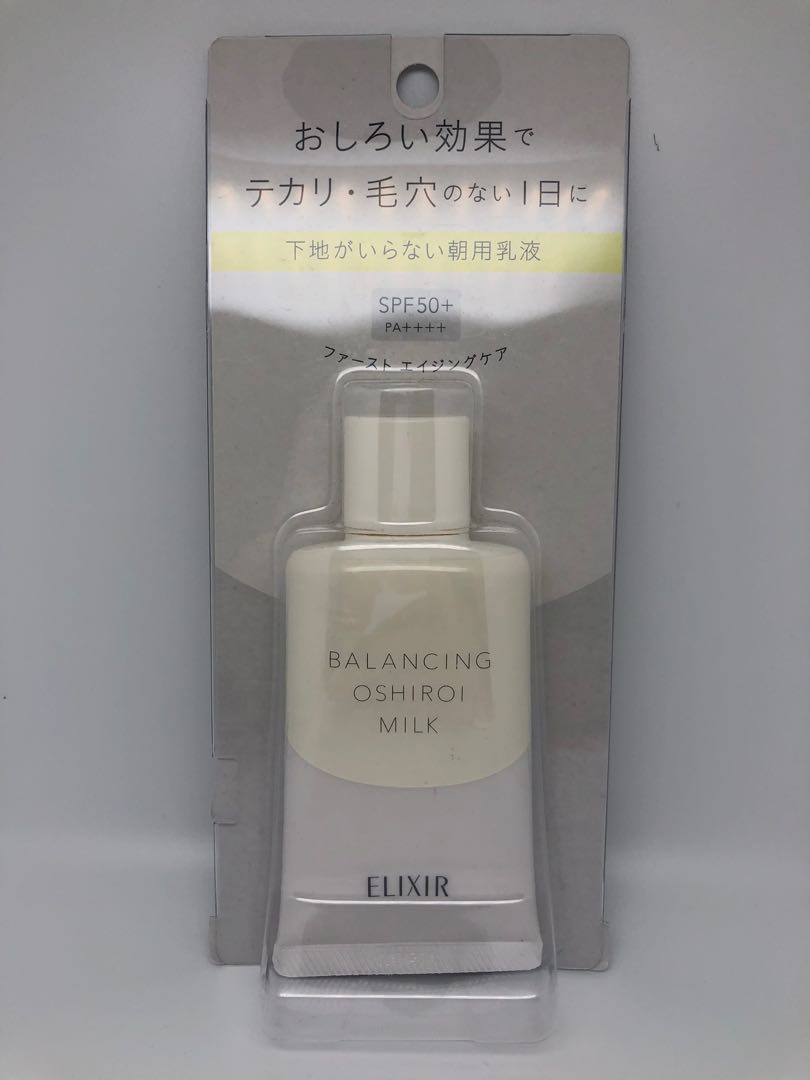 おしろい効果で
テカリ・毛穴のない1日に
下地がいらない朝用乳液
SPF50+
PA++++
ファースト エイジングケア
BALANCING
OSHIROI
MILK
ELIXIR